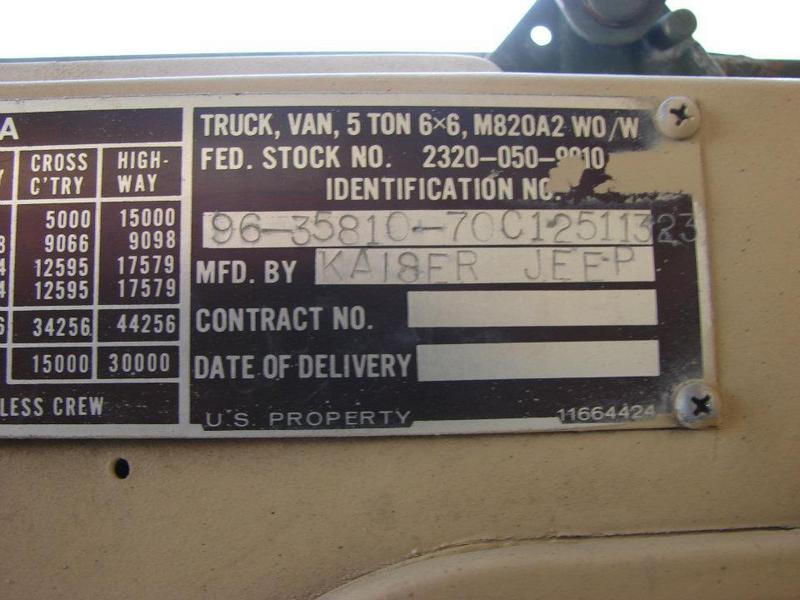 A
CROSS C'TRY
HIGH-WAY
5000 15000
9066 9098
12595 17579
12595 17579
34256 44256
15000 30000
LESS CREW
TRUCK, VAN, 5 TON 6×6, M820A2 WO/W
FED. STOCK NO. 2320-050-9010
IDENTIFICATION NO.
96-35810-70C12511323
MFD. BY KAISER JEEP
CONTRACT NO.
DATE OF DELIVERY
U.S. PROPERTY 11664424